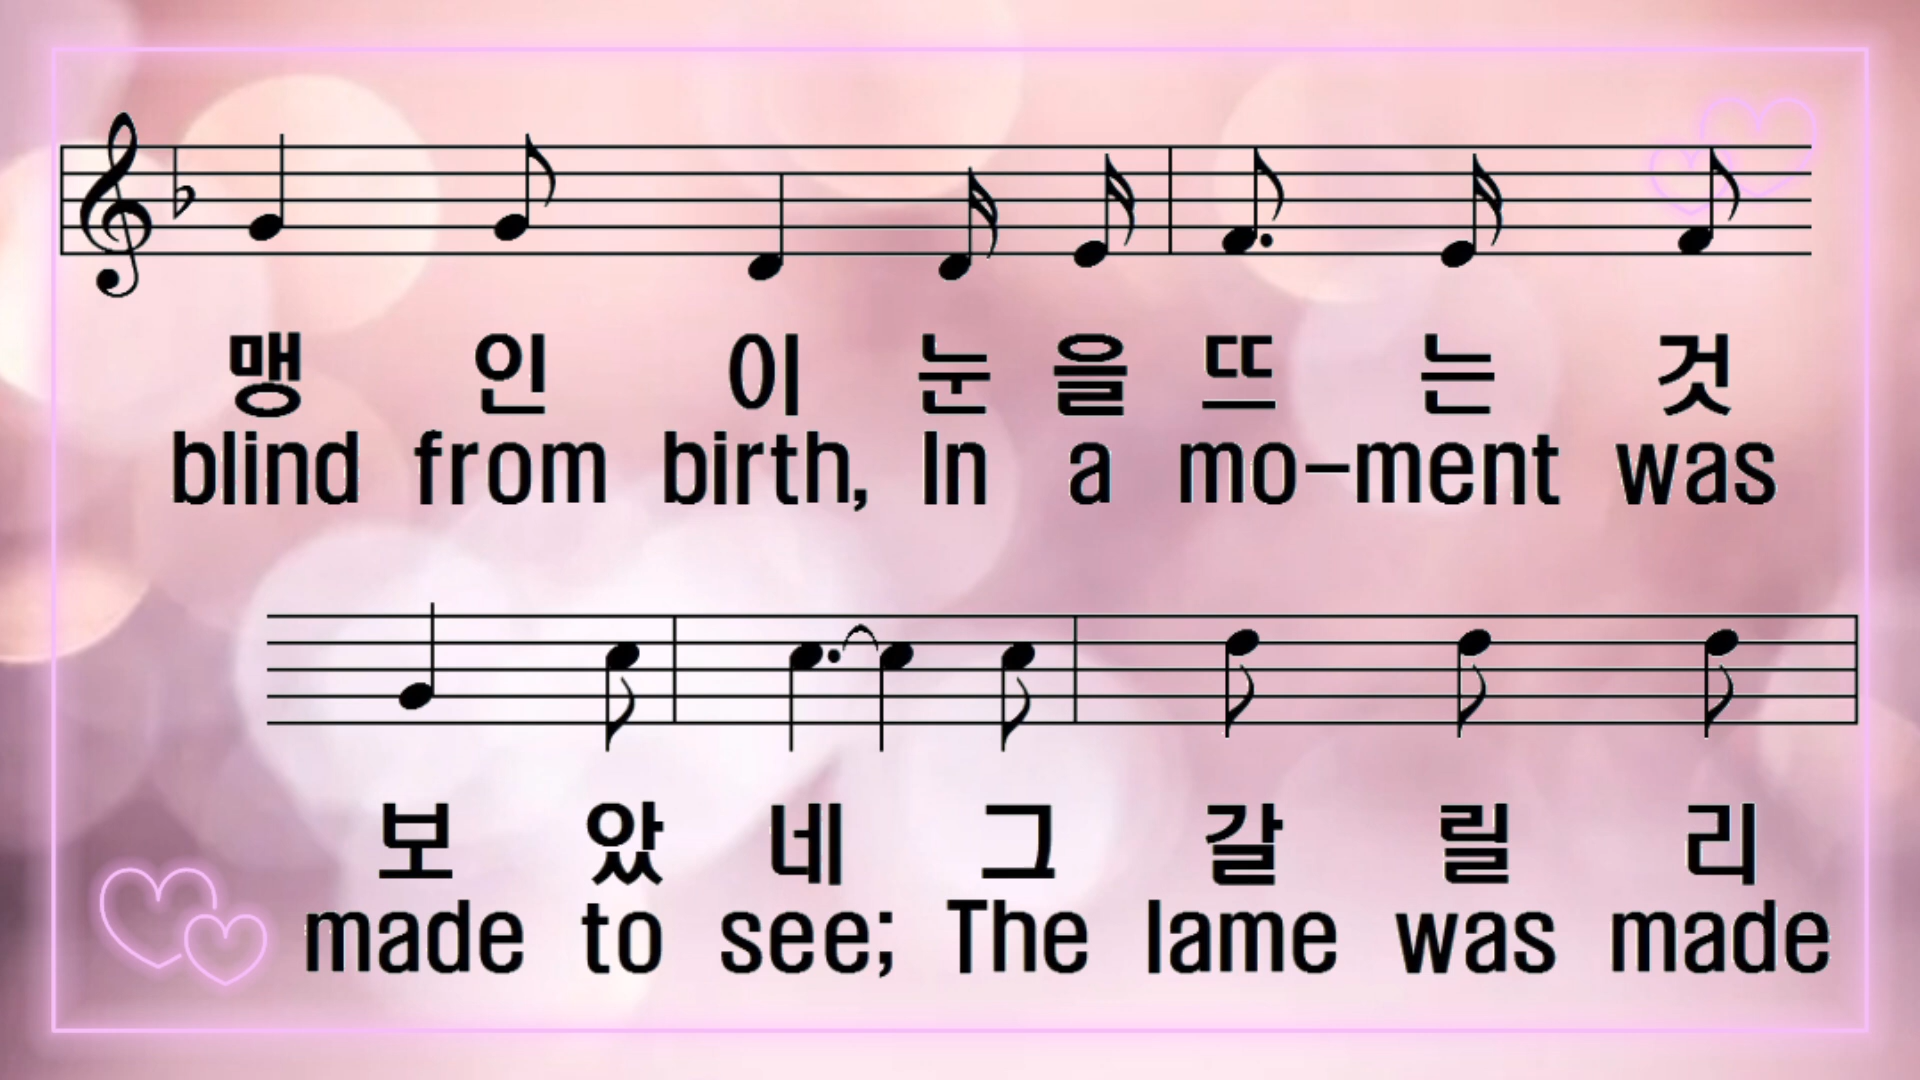 맹 인 이 눈 을 뜨 는 것
blind from birth, In a mo-ment was
보 았 네 그 갈 릴 리
made to see; The lame was made